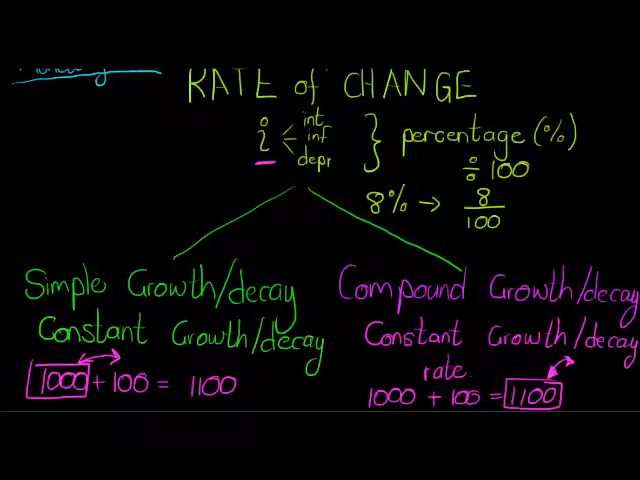 RATE of CHANGE
i < int
inf
depr } percentage (%)
÷ 100
8% → 8/100
Simple Growth/decay
Constant Growth/decay
1000 + 100 = 1100
Compound Growth/decay
Constant Growth/decay
rate.
1000 + 100 = 1100